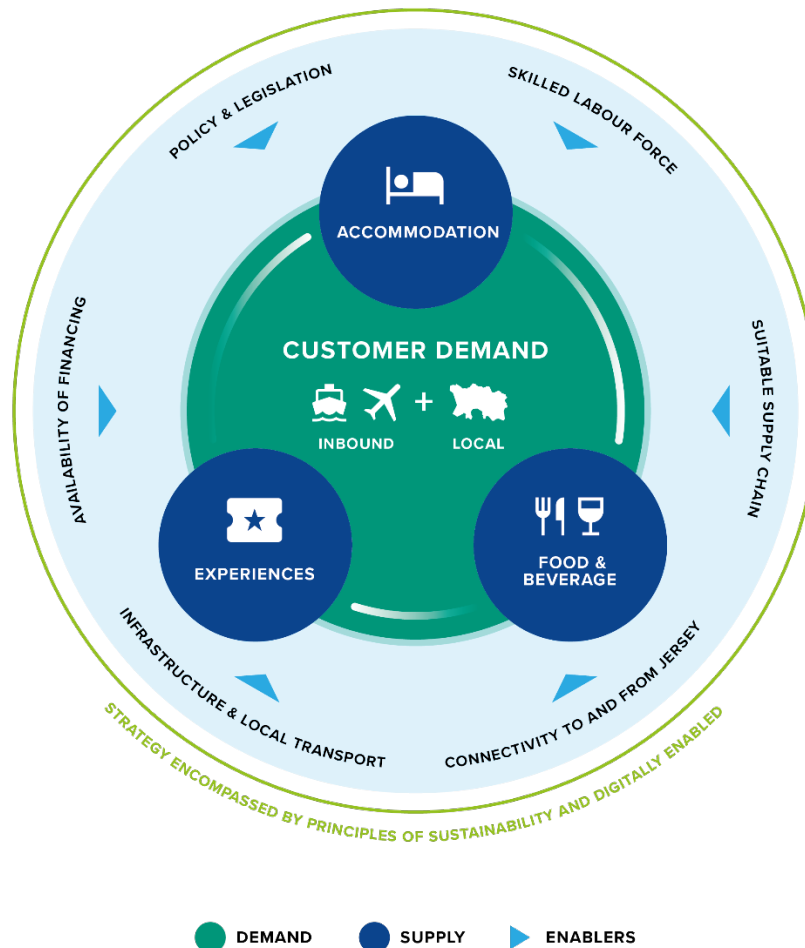 POLICY & LEGISLATION
SKILLED LABOUR FORCE
ACCOMMODATION
AVAILABILITY OF FINANCING
SUITABLE SUPPLY CHAIN
CUSTOMER DEMAND
+
INBOUND
LOCAL
EXPERIENCES
FOOD &
BEVERAGE
INFRASTRUCTURE & LOCAL TRANSPORT
CONNECTIVITY TO AND FROM JERSEY
STRATEGY ENCOMPASSED BY PRINCIPLES OF SUSTAINABILITY AND DIGITALLY ENABLED
DEMAND
SUPPLY
ENABLERS